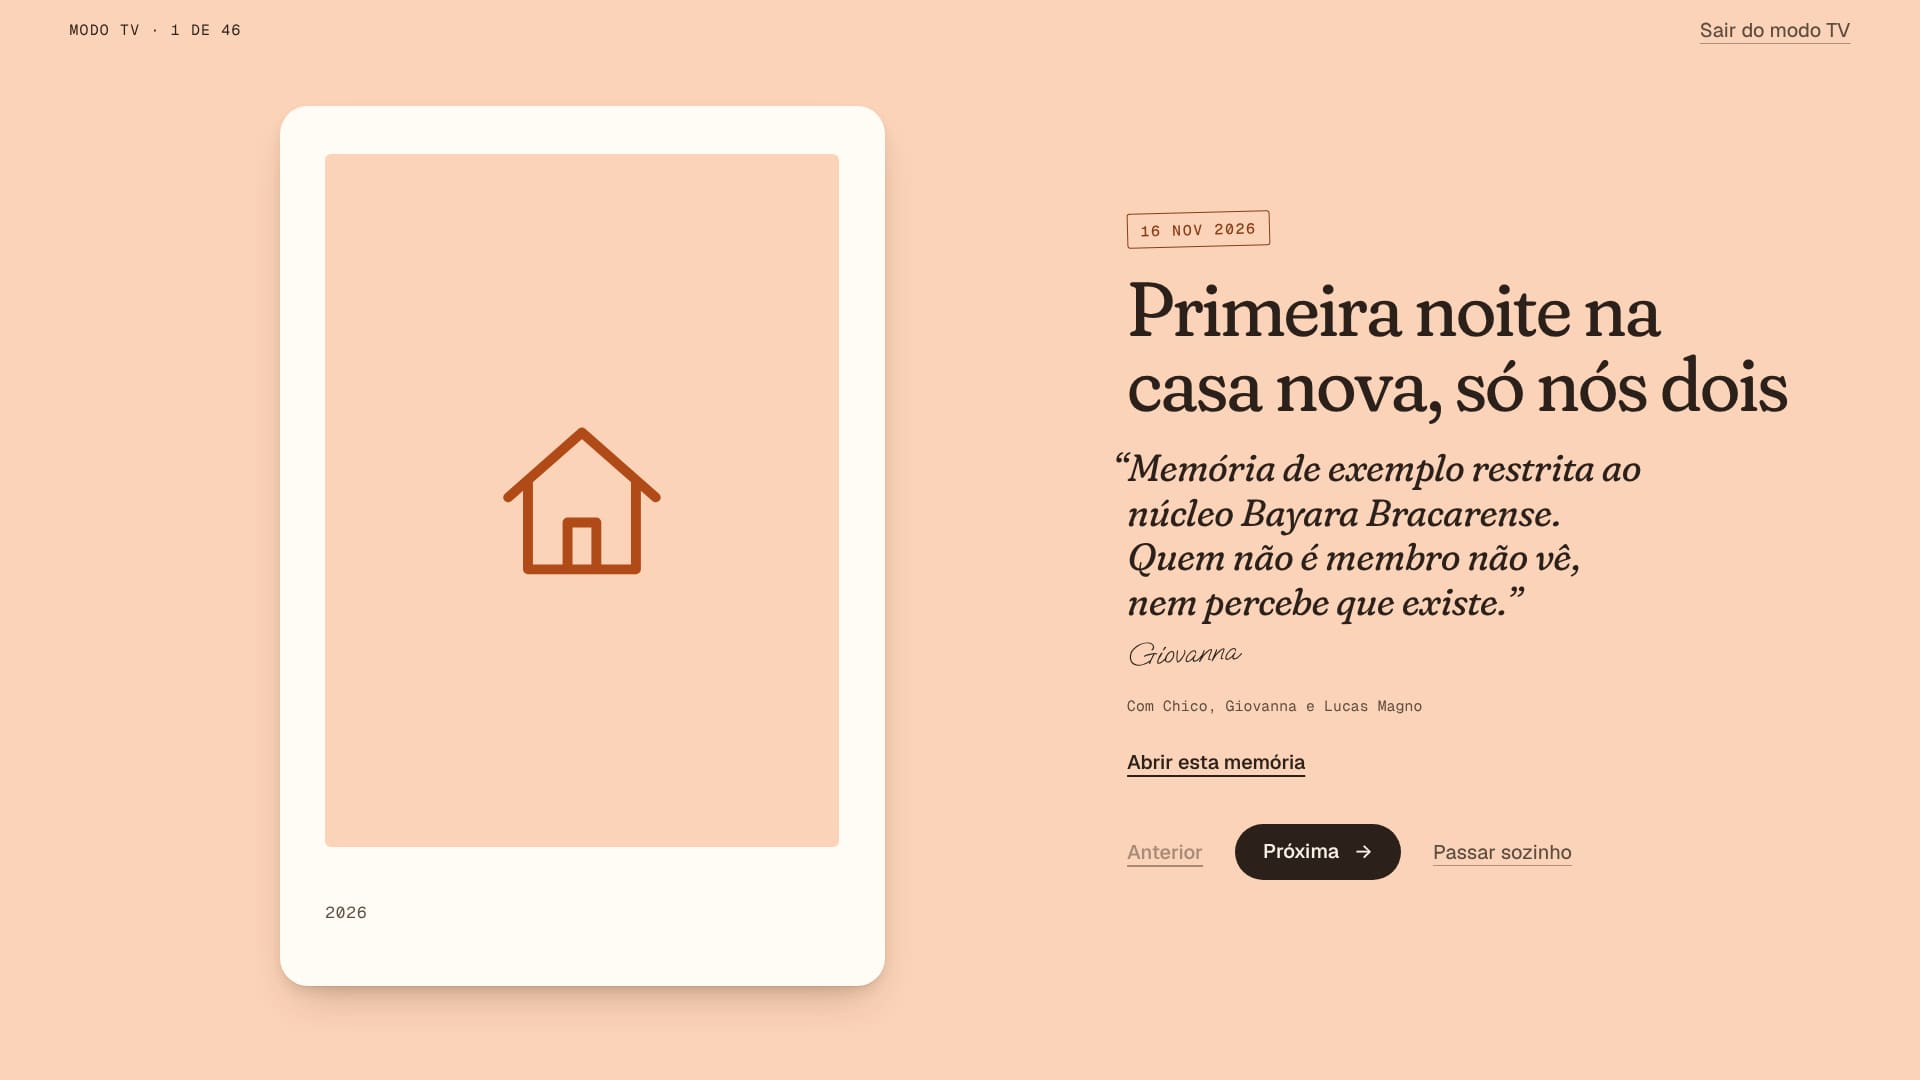 MODO TV · 1 DE 46
Sair do modo TV
2026
16 NOV 2026
Primeira noite na
casa nova, só nós dois
“Memória de exemplo restrita ao
núcleo Bayara Bracarense.
Quem não é membro não vê,
nem percebe que existe.”
Giovanna
Com Chico, Giovanna e Lucas Magno
Abrir esta memória
Anterior
Próxima →
Passar sozinho